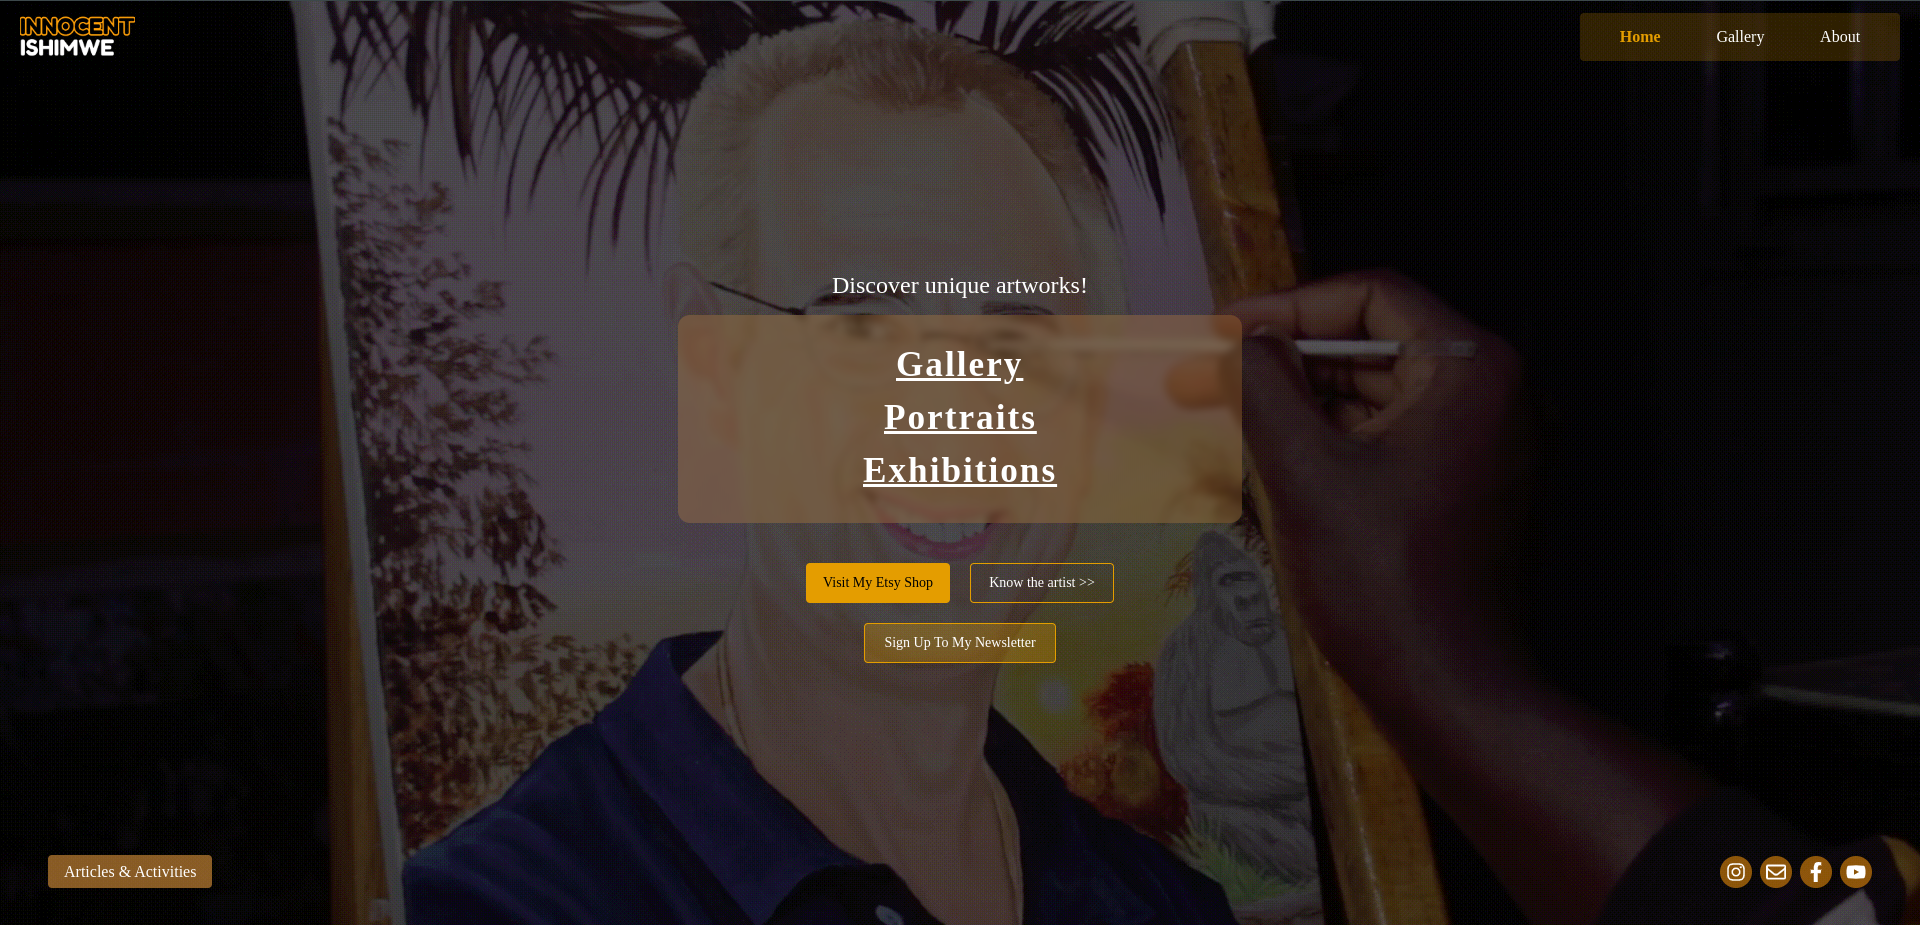 INNOCENT
ISHIMWE
Home
Gallery
About
Discover unique artworks!
Gallery
Portraits
Exhibitions
Visit My Etsy Shop
Know the artist >>
Sign Up To My Newsletter
Articles & Activities